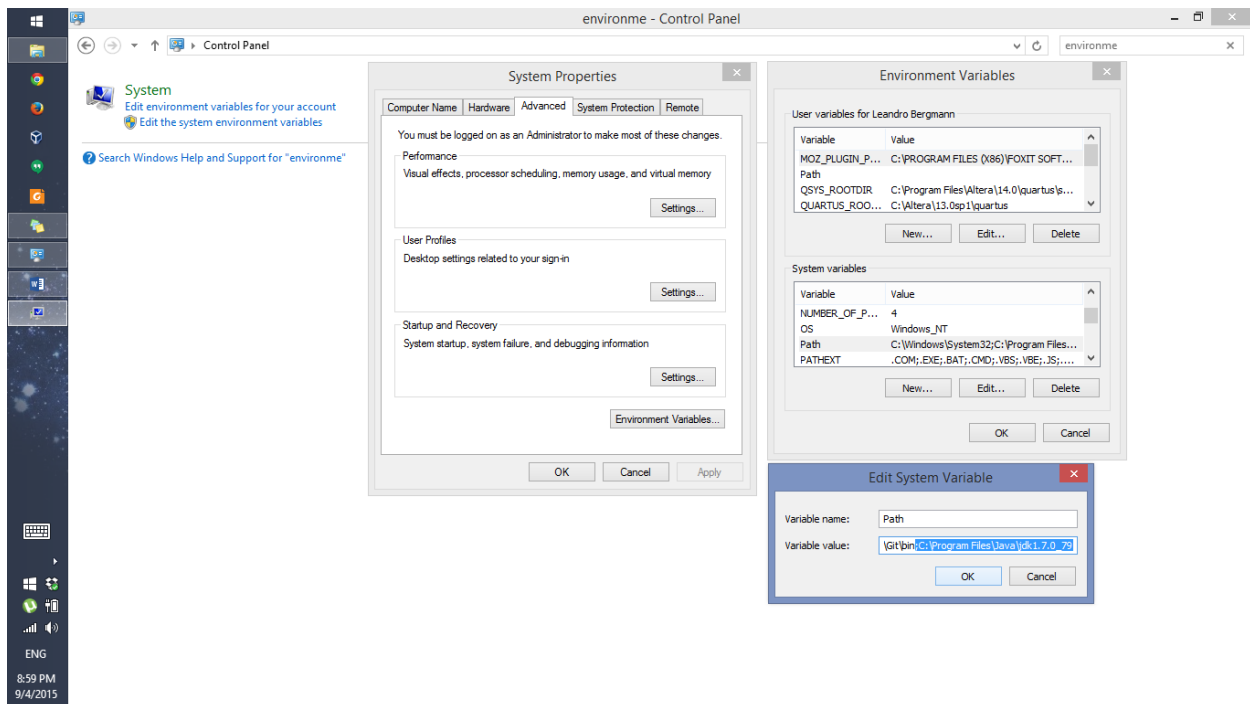 environme - Control Panel
Control Panel
environme
System
Edit environment variables for your account
Edit the system environment variables
Search Windows Help and Support for "environme"
System Properties
Computer Name Hardware Advanced System Protection Remote
You must be logged on as an Administrator to make most of these changes.
Performance
Visual effects, processor scheduling, memory usage, and virtual memory
Settings...
User Profiles
Desktop settings related to your sign-in
Settings...
Startup and Recovery
System startup, system failure, and debugging information
Settings...
Environment Variables...
OK Cancel Apply
Environment Variables
User variables for Leandro Bergmann
Variable Value
MOZ_PLUGIN_P... C:\PROGRAM FILES (X86)\FOXIT SOFT...
Path
QSYS_ROOTDIR C:\Program Files\Altera\14.0\quartus\s...
QUARTUS_ROO... C:\Altera\13.0sp1\quartus
New... Edit... Delete
System variables
Variable Value
NUMBER_OF_P... 4
OS Windows_NT
Path C:\Windows\System32;C:\Program Files...
PATHEXT .COM;.EXE;.BAT;.CMD;.VBS;.VBE;.JS;....
New... Edit... Delete
OK Cancel
Edit System Variable
Variable name: Path
Variable value: \Git\bin;C:\Program Files\Java\jdk1.7.0_79
OK Cancel
ENG
8:59 PM
9/4/2015